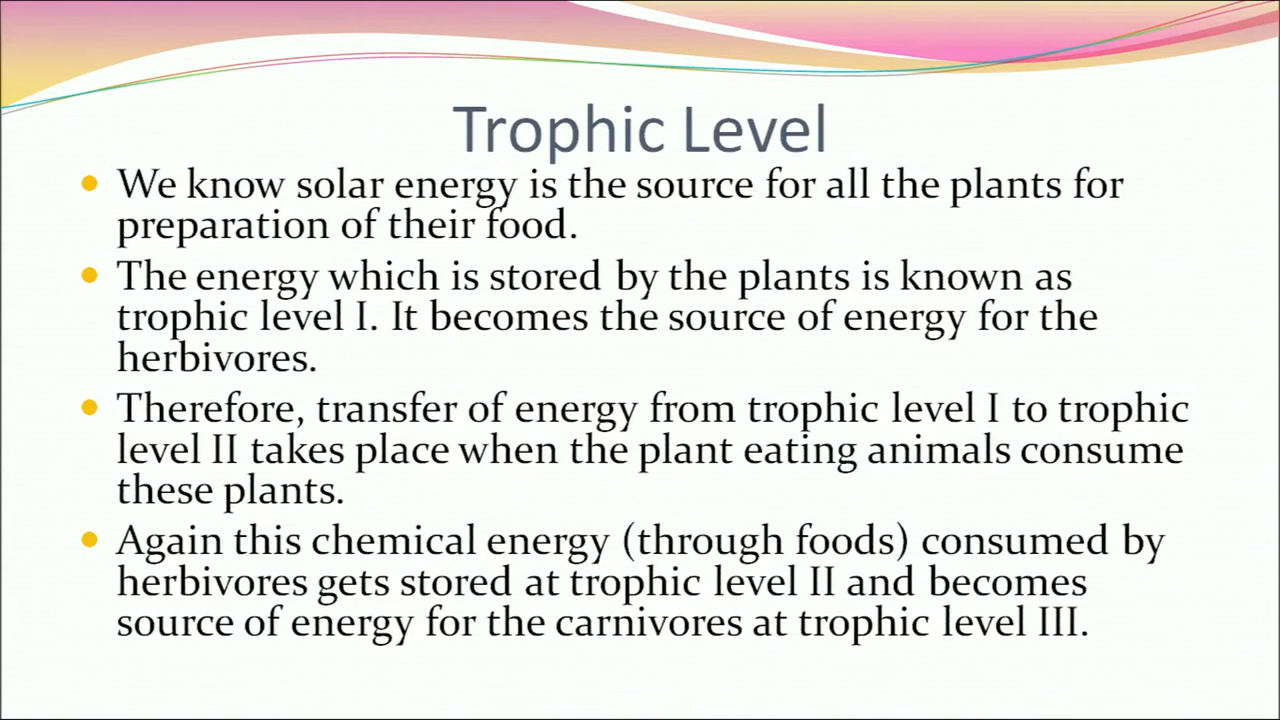 Trophic Level
We know solar energy is the source for all the plants for
preparation of their food.
The energy which is stored by the plants is known as
trophic level I. It becomes the source of energy for the
herbivores.
Therefore, transfer of energy from trophic level I to trophic
level II takes place when the plant eating animals consume
these plants.
Again this chemical energy (through foods) consumed by
herbivores gets stored at trophic level II and becomes
source of energy for the carnivores at trophic level III.